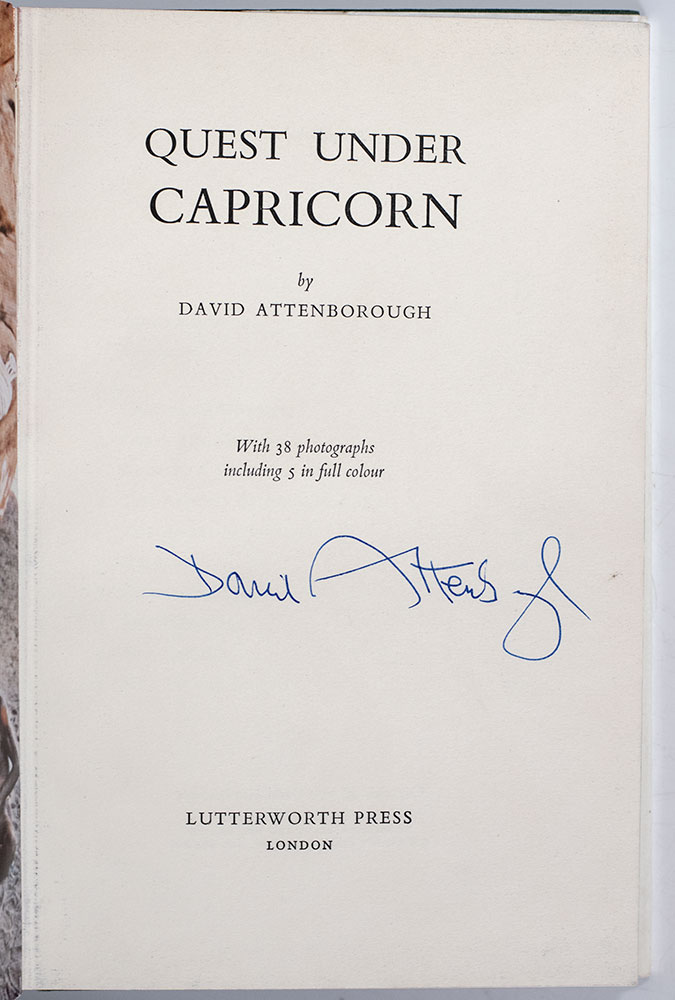 QUEST UNDER
CAPRICORN
by
DAVID ATTENBOROUGH
With 38 photographs
including 5 in full colour
David Attenborough
LUTTERWORTH PRESS
LONDON